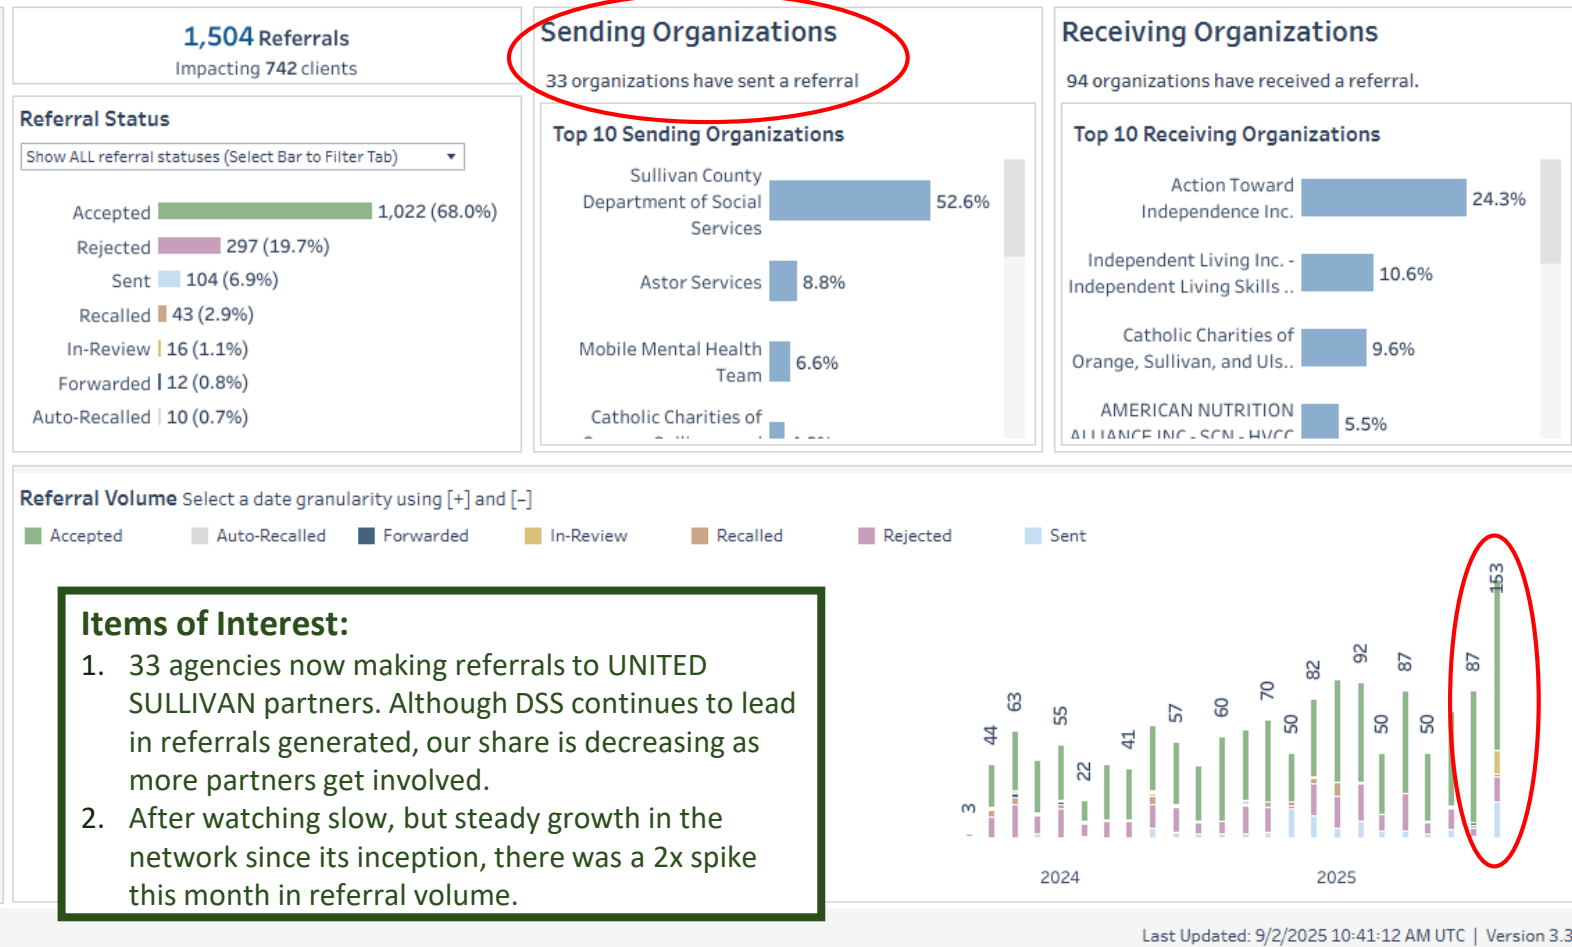 1,504 Referrals
Impacting 742 clients
Referral Status
Show ALL referral statuses (Select Bar to Filter Tab)
Accepted 1,022 (68.0%)
Rejected 297 (19.7%)
Sent 104 (6.9%)
Recalled 43 (2.9%)
In-Review 16 (1.1%)
Forwarded 12 (0.8%)
Auto-Recalled 10 (0.7%)
Sending Organizations
33 organizations have sent a referral
Top 10 Sending Organizations
Sullivan County
Department of Social 52.6%
Services
Astor Services 8.8%
Mobile Mental Health
Team 6.6%
Catholic Charities of
Receiving Organizations
94 organizations have received a referral.
Top 10 Receiving Organizations
Action Toward
Independence Inc. 24.3%
Independent Living Inc. -
Independent Living Skills .. 10.6%
Catholic Charities of
Orange, Sullivan, and Uls.. 9.6%
AMERICAN NUTRITION
ALLIANCE INC - SCN - HVCC 5.5%
Referral Volume Select a date granularity using [+] and [–]
Accepted Auto-Recalled Forwarded In-Review Recalled Rejected Sent
Items of Interest:
1. 33 agencies now making referrals to UNITED
SULLIVAN partners. Although DSS continues to lead
in referrals generated, our share is decreasing as
more partners get involved.
2. After watching slow, but steady growth in the
network since its inception, there was a 2x spike
this month in referral volume.
3 44 63 55 22 41 57 60 70 50 82 92 50 87 50 87 153
2024 2025
Last Updated: 9/2/2025 10:41:12 AM UTC | Version 3.3